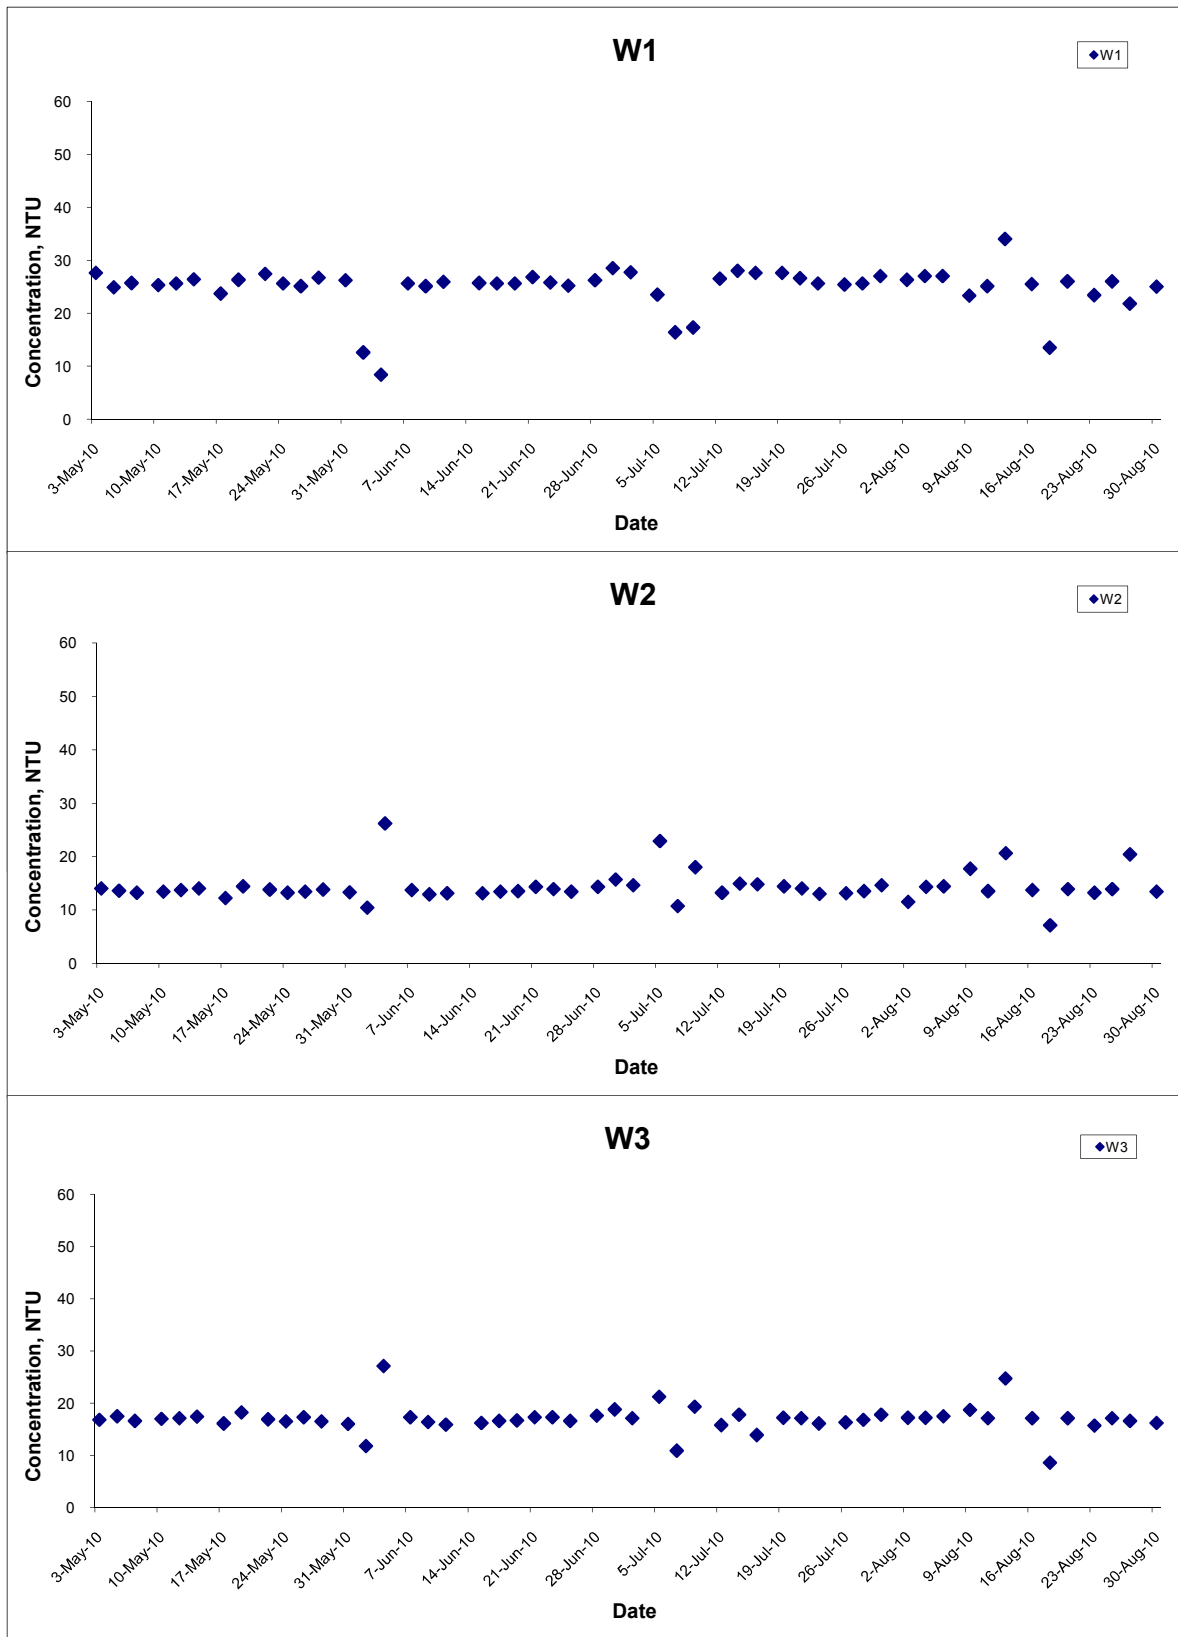 W1
W1
60
50
40
30
20
10
0
Concentration, NTU
3-May-10
10-May-10
17-May-10
24-May-10
31-May-10
7-Jun-10
14-Jun-10
21-Jun-10
28-Jun-10
5-Jul-10
12-Jul-10
19-Jul-10
26-Jul-10
2-Aug-10
9-Aug-10
16-Aug-10
23-Aug-10
30-Aug-10
Date
W2
W2
60
50
40
30
20
10
0
Concentration, NTU
3-May-10
10-May-10
17-May-10
24-May-10
31-May-10
7-Jun-10
14-Jun-10
21-Jun-10
28-Jun-10
5-Jul-10
12-Jul-10
19-Jul-10
26-Jul-10
2-Aug-10
9-Aug-10
16-Aug-10
23-Aug-10
30-Aug-10
Date
W3
W3
60
50
40
30
20
10
0
Concentration, NTU
3-May-10
10-May-10
17-May-10
24-May-10
31-May-10
7-Jun-10
14-Jun-10
21-Jun-10
28-Jun-10
5-Jul-10
12-Jul-10
19-Jul-10
26-Jul-10
2-Aug-10
9-Aug-10
16-Aug-10
23-Aug-10
30-Aug-10
Date